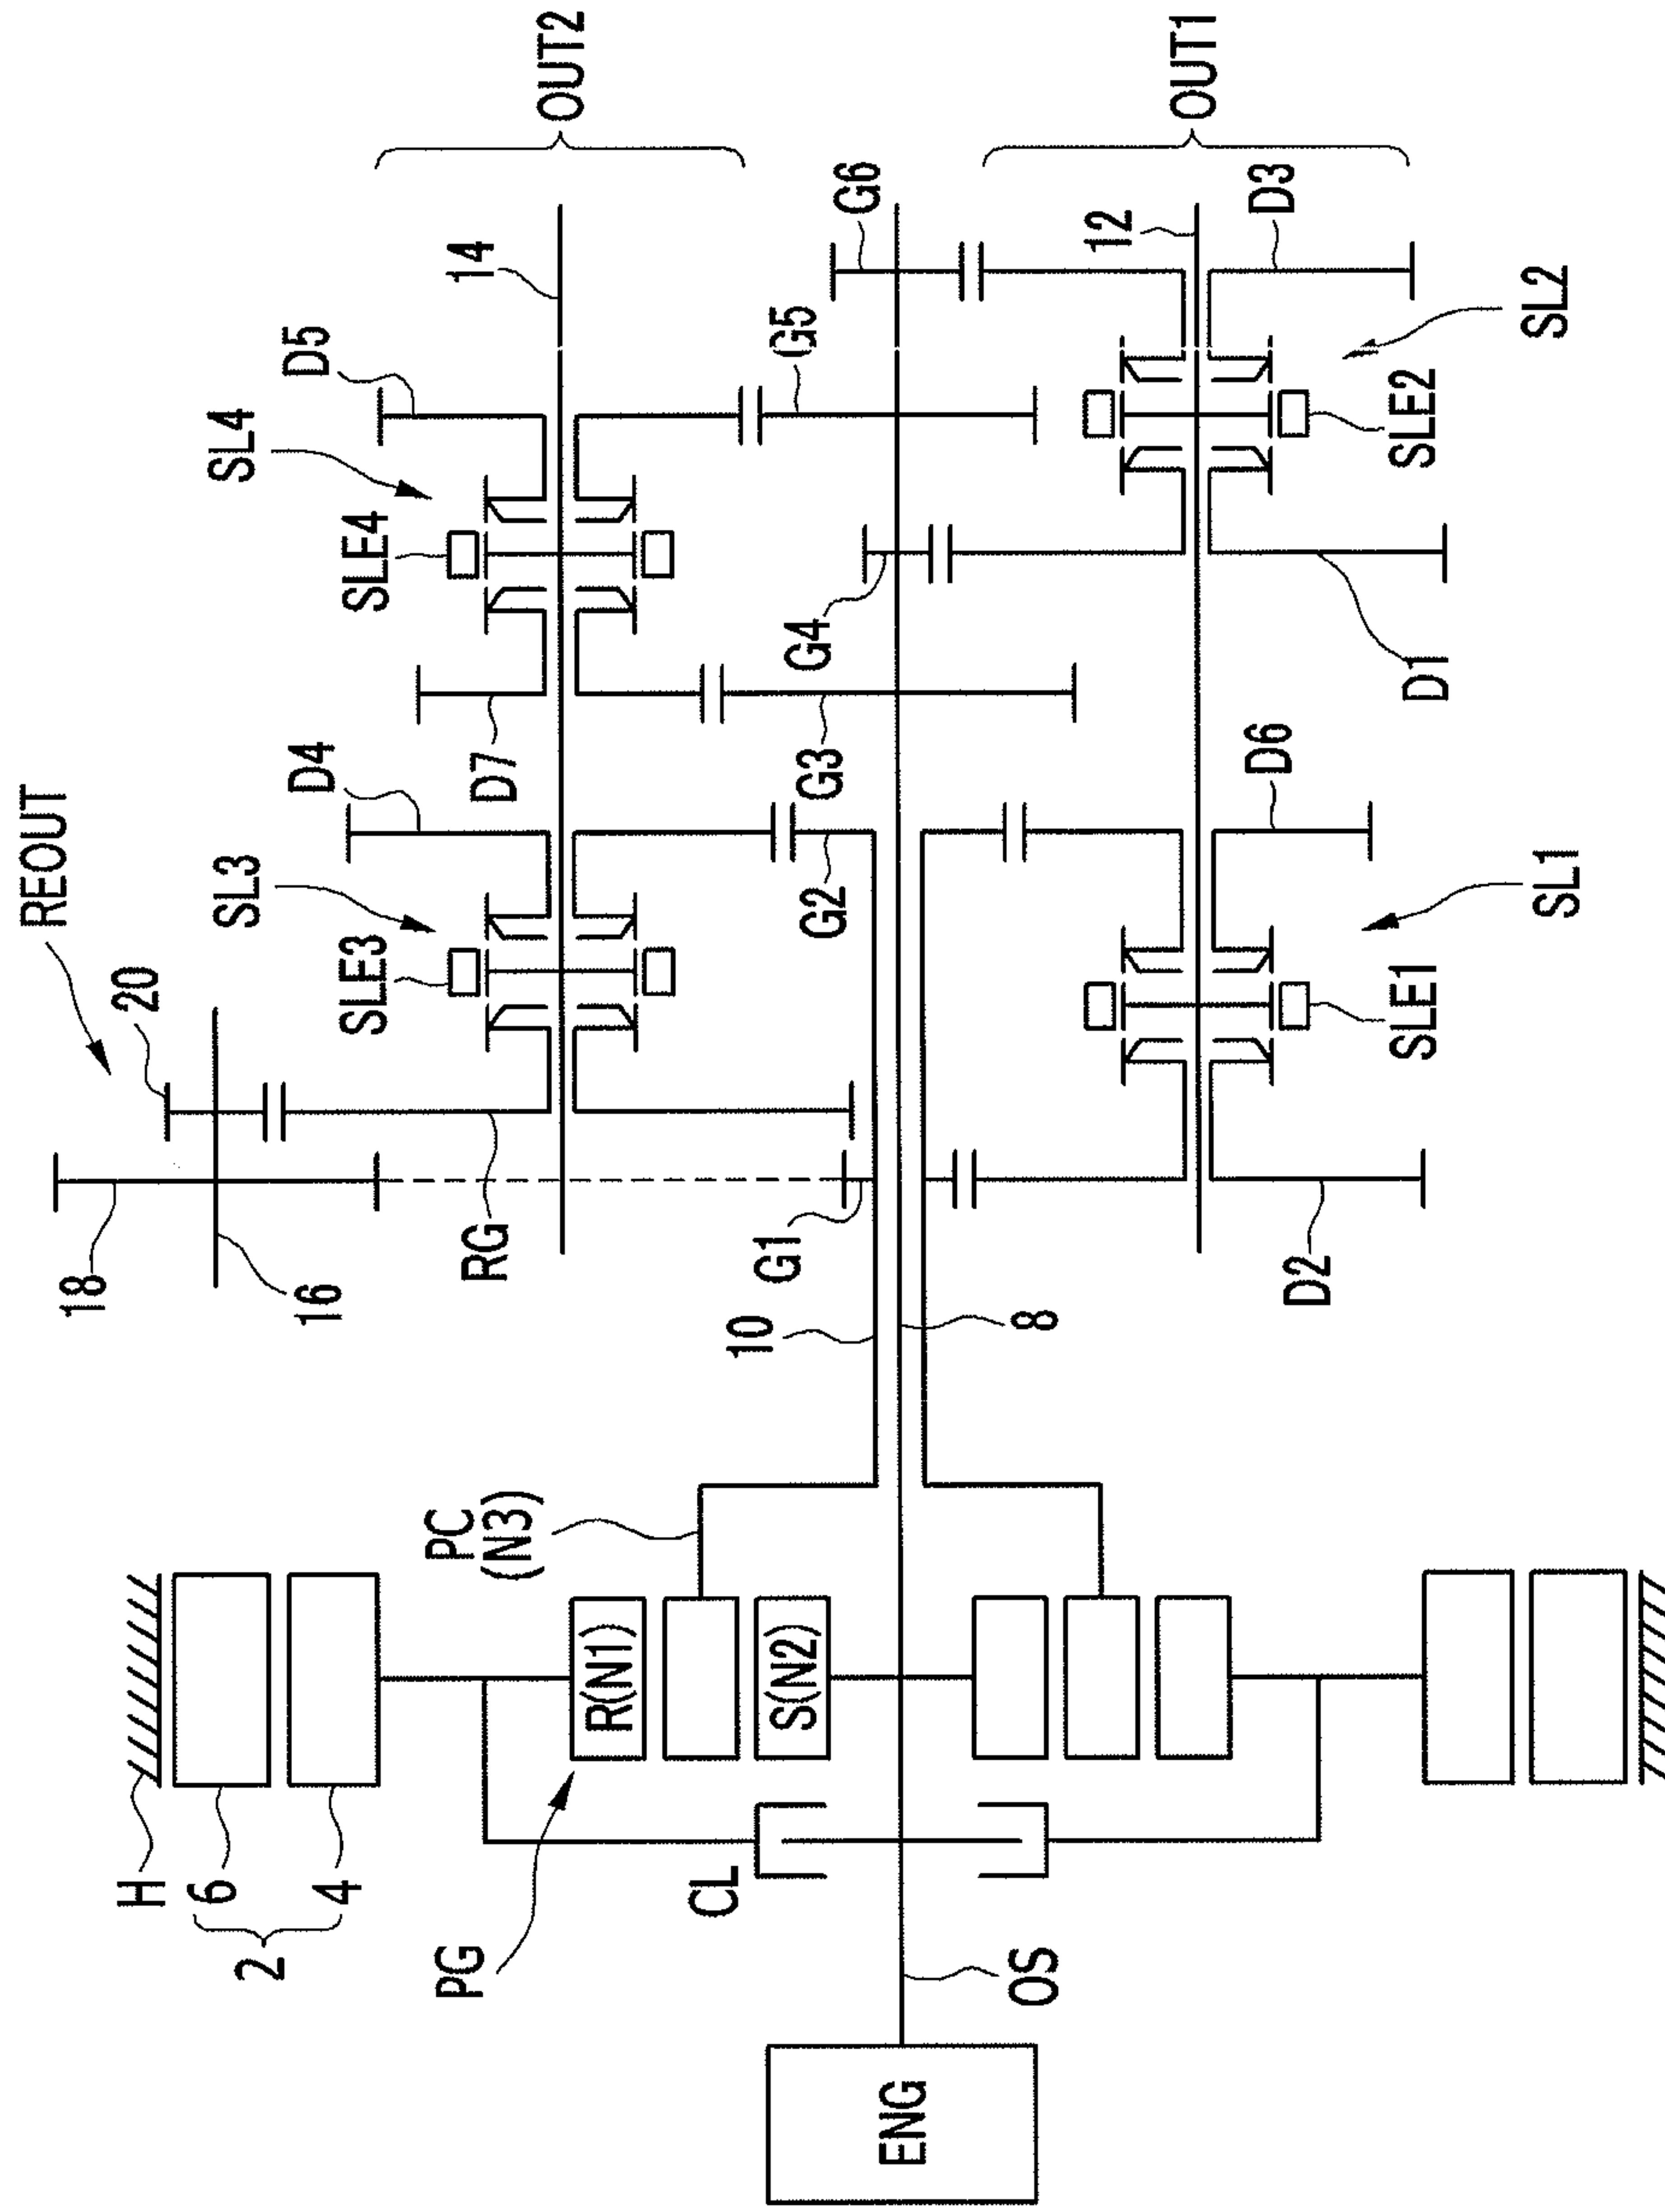 REOUT
20
18
16
RG
SL3
SLE3
D4
D7
SL4
SLE4
D5
14
OUT2
G1
G2
G3
G4
G5
G6
10
8
12
OUT1
D3
SL2
SLE2
D1
D6
SL1
SLE1
D2
H
6
4
2
PC
(N3)
R(N1)
S(N2)
PG
CL
OS
ENG